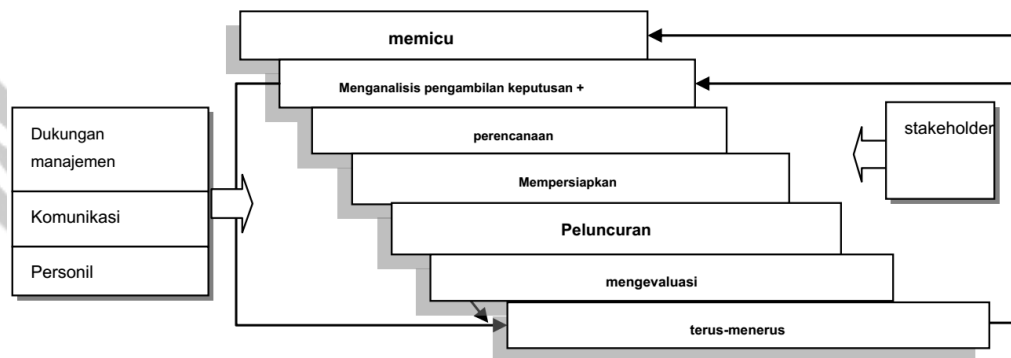 memicu
Menganalisis pengambilan keputusan +
perencanaan
Mempersiapkan
Peluncuran
mengevaluasi
terus-menerus
Dukungan
manajemen
Komunikasi
Personil
stakeholder